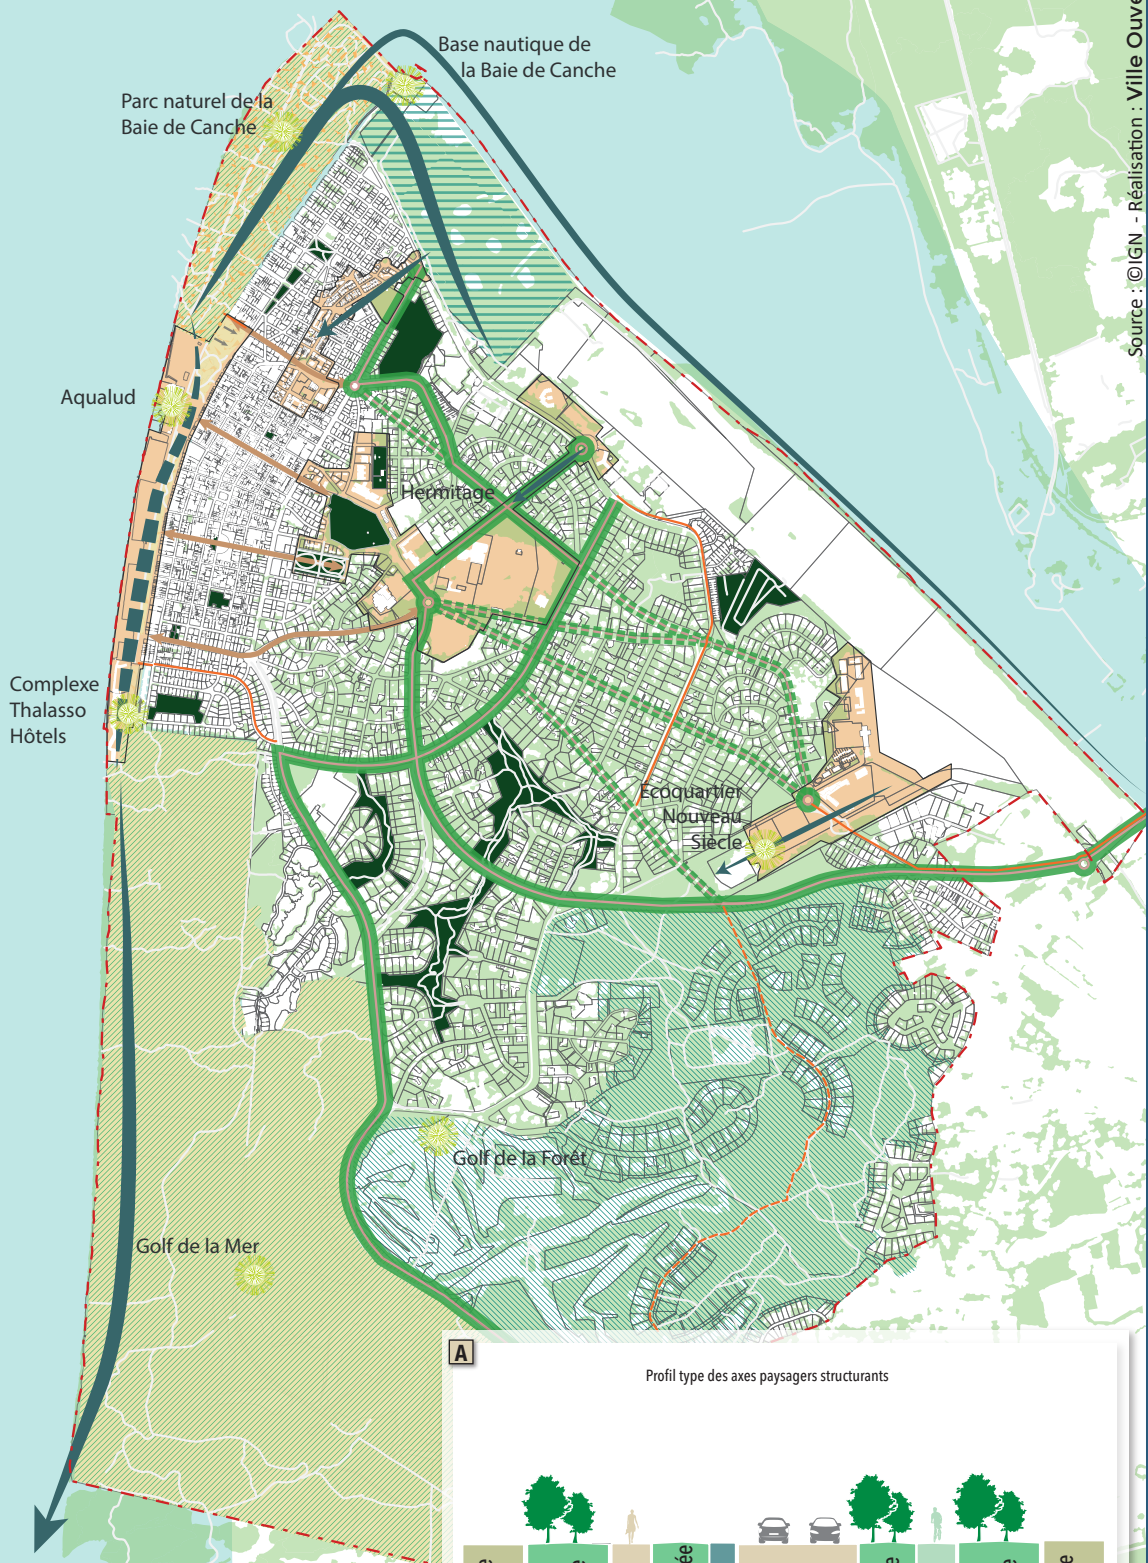 Base nautique de
la Baie de Canche
Parc naturel de la
Baie de Canche
Source : ©IGN - Réalisation : Ville Ouve
Aqualud
Hermitage
Complexe
Thalasso
Hôtels
Ecoquartier
Nouveau
Siècle
Golf de la Forêt
Golf de la Mer
A
Profil type des axes paysagers structurants